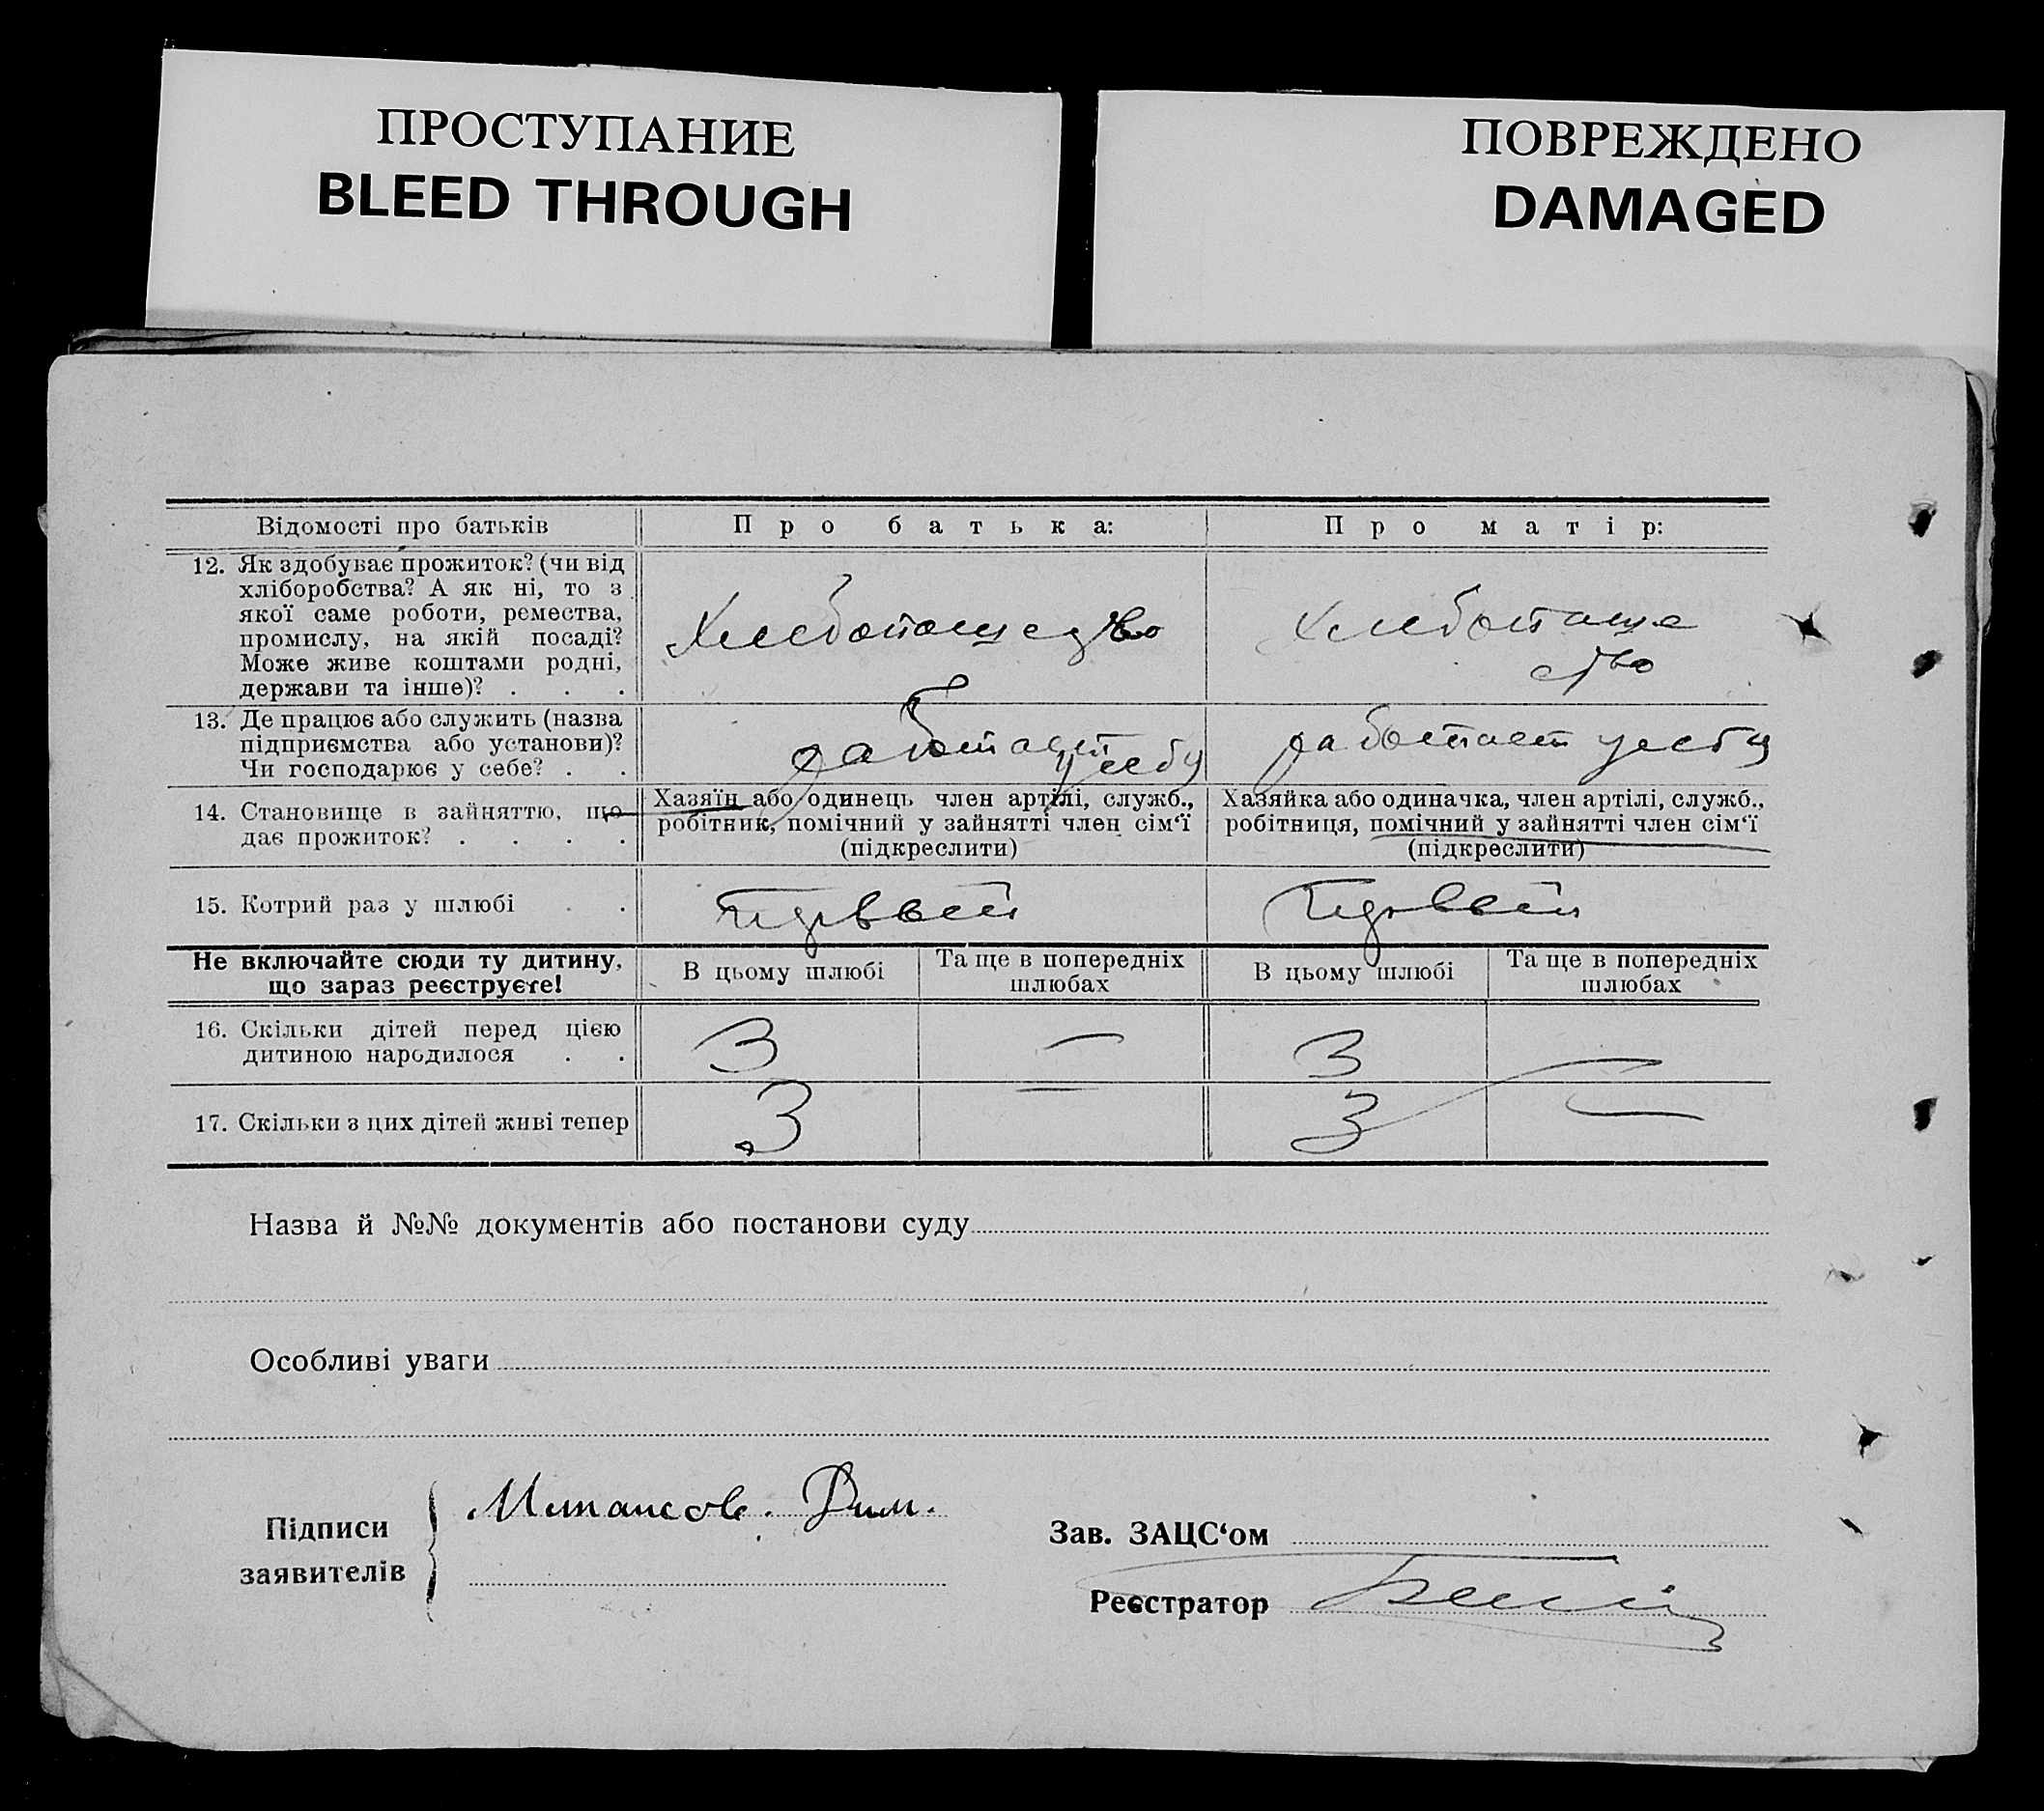 ПРОСТУПАНИЕ
BLEED THROUGH
ПОВРЕЖДЕНО
DAMAGED
Відомості про батьків
Про батька:
Про матір:
12. Як здобуває прожиток? (чи від
хліборобства? А як ні, то з
якої саме роботи, ремества,
промислу, на якій посаді?
Може живе коштами родні,
держави та інше)? . . .
Хлебопашество
Хлебопаше
ство
13. Де працює або служить (назва
підприємства або установи)?
Чи господарює у себе? . .
работает
у себя
работает у себя
14. Становище в зайняттю, що
дає прожиток? . . . .
Хазяїн або одинець член артілі, служб.,
робітник, помічний у зайнятті член сім‘ї
(підкреслити)
Хазяйка або одиначка, член артілі, служб.,
робітниця, помічний у зайнятті член сім‘ї
(підкреслити)
15. Котрий раз у шлюбі . .
Первый
Первый
Не включайте сюди ту дитину,
що зараз реєструєте!
В цьому шлюбі
Та ще в попередніх
шлюбах
В цьому шлюбі
Та ще в попередніх
шлюбах
16. Скільки дітей перед цією
дитиною народилося . .
3
—
3
—
17. Скільки з цих дітей живі тепер
3
—
3
—
Назва й №№ документів або постанови суду
Особливі уваги
Підписи
заявителів
Зав. ЗАЦС‘ом
Реєстратор